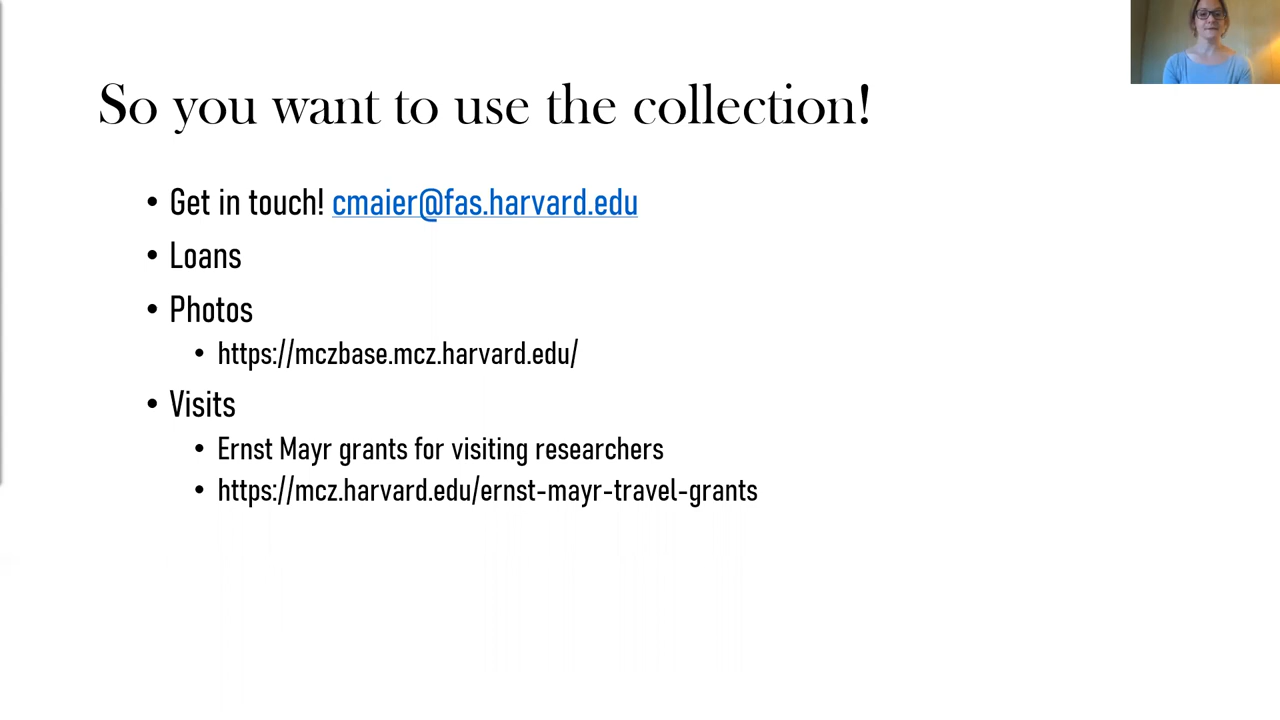 So you want to use the collection!
• Get in touch! cmaier@fas.harvard.edu
• Loans
• Photos
• https://mczbase.mcz.harvard.edu/
• Visits
• Ernst Mayr grants for visiting researchers
• https://mcz.harvard.edu/ernst-mayr-travel-grants